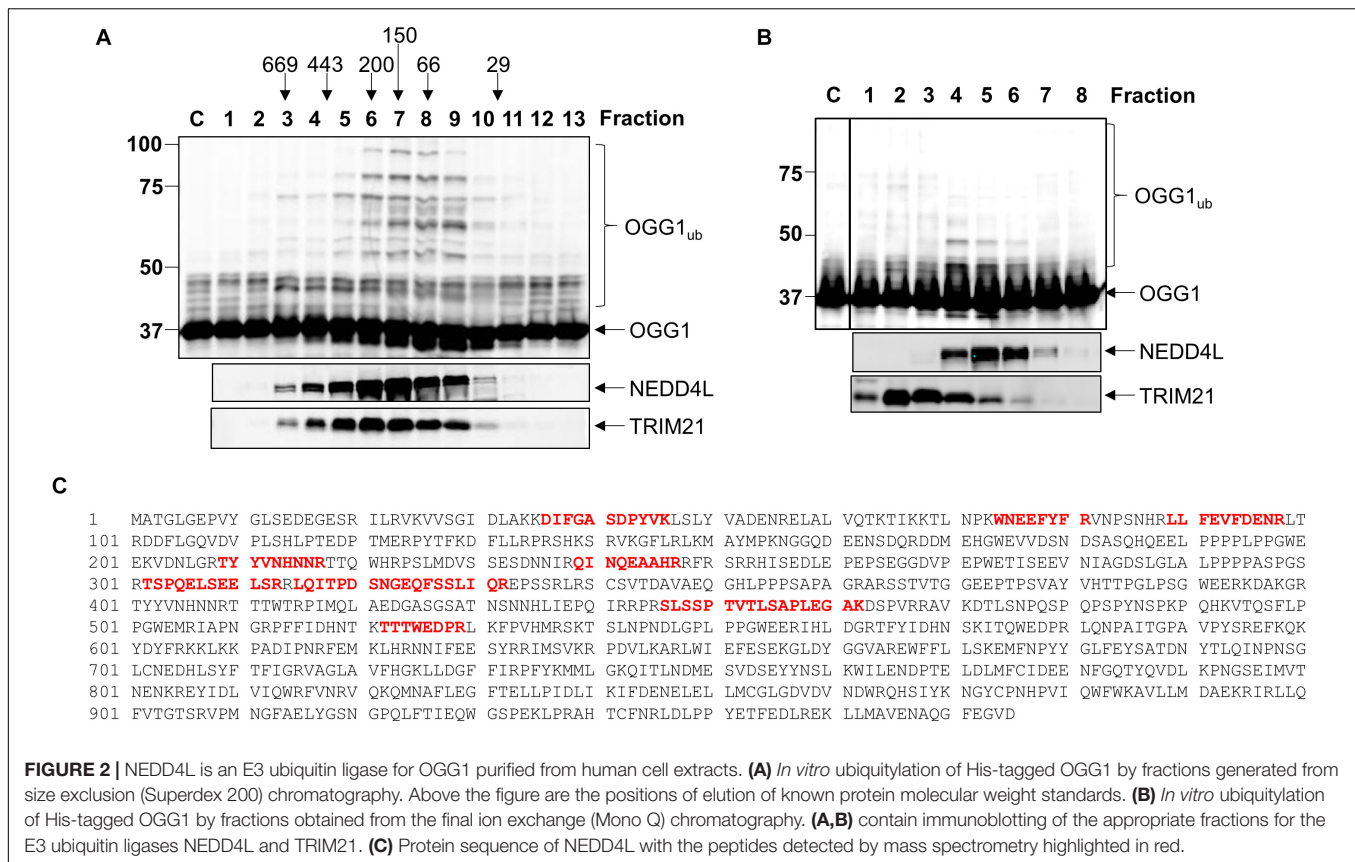 A
B
150
669 443 200 66 29
C 1 2 3 4 5 6 7 8 9 10 11 12 13 Fraction
100
75
50
37
OGG1ub
OGG1
NEDD4L
TRIM21
C 1 2 3 4 5 6 7 8 Fraction
75
50
37
OGG1ub
OGG1
NEDD4L
TRIM21
C
1 MATGLGEPVY GLSEDEGESR ILRVKVVSGI DLAKKDIFGA SDPYVKLSLY VADENRELAL VQTKTIKKTL NPKWNEEFYF RVNPSNHRLL FEVFDENRLT
101 RDDFLGQVDV PLSHLPTEDP TMERPYTFKD FLLRPRSHKS RVKGFLRLKM AYMPKNGGQD EENSDQRDDM EHGWEVVDSN DSASQHQEEL PPPPLPPGWE
201 EKVDNLGRTY YVNHNNRTTQ WHRPSLMDVS SESDNNIRQI NQEAAHRRFR SRRHISEDLE PEPSEGGDVP EPWETISEEV NIAGDSLGLA LPPPPASPGS
301 RTSPQELSEE LSRRLQITPD SNGEQFSSLI QREPSSRLRS CSVTDAVAEQ GHLPPPSAPA GRARSSTVTG GEEPTPSVAY VHTTPGLPSG WEERKDAKGR
401 TYYVNHNNRT TTWTRPIMQL AEDGASGSAT NSNNHLIEPQ IRRPRSLSSP TVTLSAPLEG AKDSPVRRAV KDTLSNPQSP QPSPYNSPKP QHKVTQSFLP
501 PGWEMRIAPN GRPFFIDHNT KTTTWEDPRL KFPVHMRSKT SLNPNDLGPL PPGWEERIHL DGRTFYIDHN SKITQWEDPR LQNPAITGPA VPYSREFKQK
601 YDYFRKKLKK PADIPNRFEM KLHRNNIFEE SYRRIMSVKR PDVLKARLWI EFESEKGLDY GGVAREWFFL LSKEMFNPYY GLFEYSATDN YTLQINPNSG
701 LCNEDHLSYF TFIGRVAGLA VFHGKLLDGF FIRPFYKMML GKQITLNDME SVDSEYYNSL KWILENDPTE LDLMFCIDEE NFGQTYQVDL KPNGSEIMVT
801 NENKREYIDL VIQWRFVNRV QKQMNAFLEG FTELLPIDLI KIFDENELEL LMCGLGDVDV NDWRQHSIYK NGYCPNHPVI QWFWKAVLLM DAEKRIRLLQ
901 FVTGTSRVPM NGFAELYGSN GPQLFTIEQW GSPEKLPRAH TCFNRLDLPP YETFEDLREK LLMAVENAQG FEGVD
FIGURE 2 | NEDD4L is an E3 ubiquitin ligase for OGG1 purified from human cell extracts. (A) In vitro ubiquitylation of His-tagged OGG1 by fractions generated from
size exclusion (Superdex 200) chromatography. Above the figure are the positions of elution of known protein molecular weight standards. (B) In vitro ubiquitylation
of His-tagged OGG1 by fractions obtained from the final ion exchange (Mono Q) chromatography. (A,B) contain immunoblotting of the appropriate fractions for the
E3 ubiquitin ligases NEDD4L and TRIM21. (C) Protein sequence of NEDD4L with the peptides detected by mass spectrometry highlighted in red.